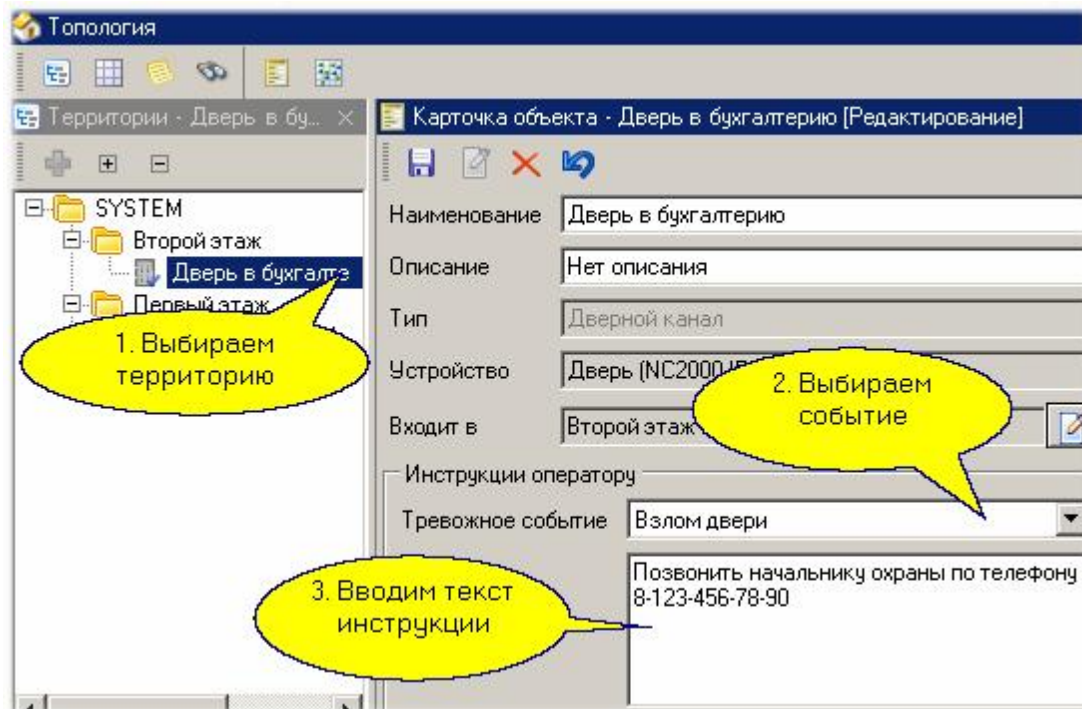 Топология
Территории - Дверь в бу...
Карточка объекта - Дверь в бухгалтерию [Редактирование]
SYSTEM
Второй этаж
Дверь в бухгалте
Первый этаж
1. Выбираем
территорию
Наименование Дверь в бухгалтерию
Описание Нет описания
Тип Дверной канал
Устройство Дверь (NC2000
2. Выбираем
событие
Входит в Второй этаж
Инструкции оператору
Тревожное событие Взлом двери
3. Вводим текст
инструкции
Позвонить начальнику охраны по телефону
8-123-456-78-90